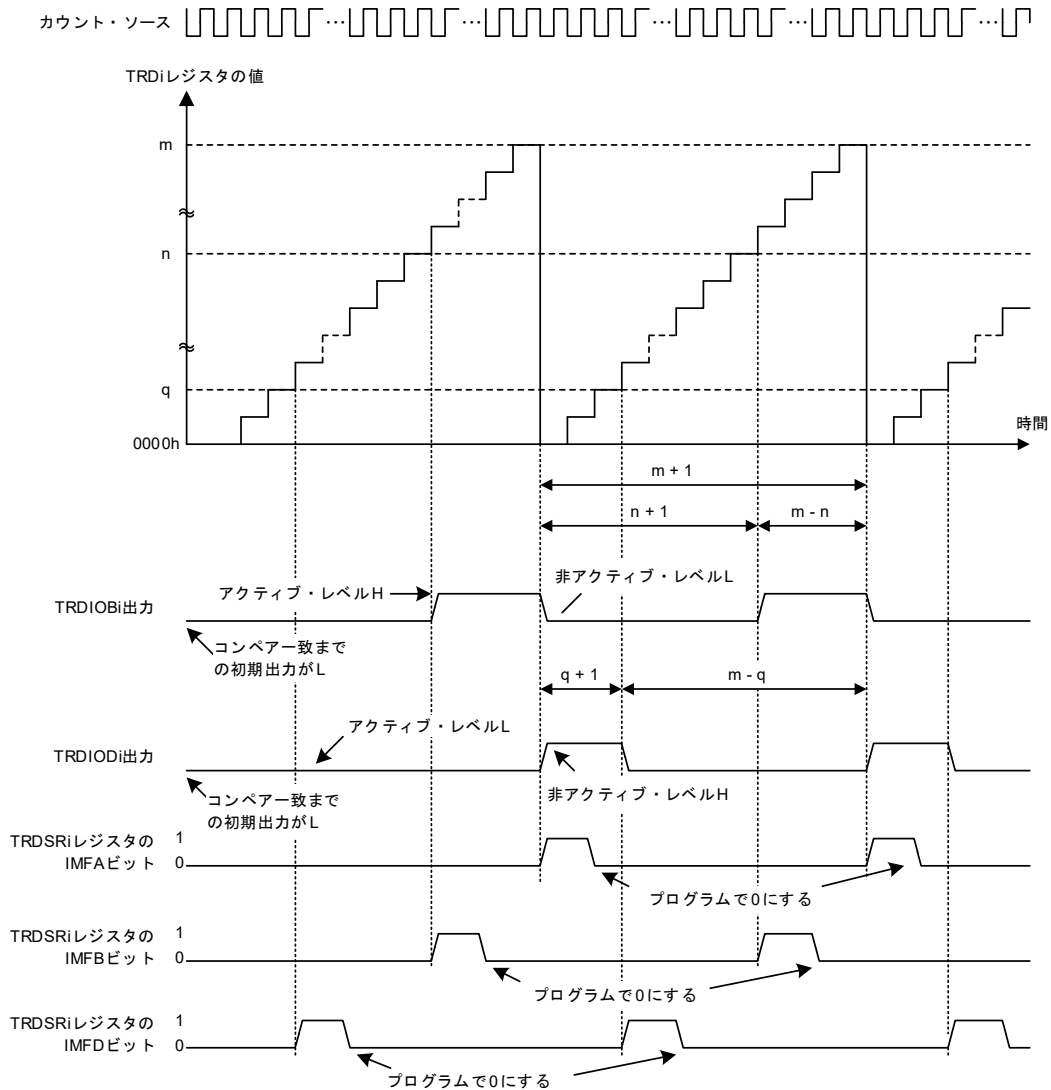 カウント・ソース
TRDiレジスタの値
m
n
q
0000h
時間
m + 1
n + 1
m - n
アクティブ・レベルH
非アクティブ・レベルL
TRDIOBi出力
コンペア一致まで
の初期出力がL
q + 1
m - q
アクティブ・レベルL
TRDIODi出力
コンペア一致まで
の初期出力がL
非アクティブ・レベルH
TRDSRiレジスタの 1
IMFAビット 0
プログラムで0にする
TRDSRiレジスタの 1
IMFBビット 0
プログラムで0にする
TRDSRiレジスタの 1
IMFDビット 0
プログラムで0にする